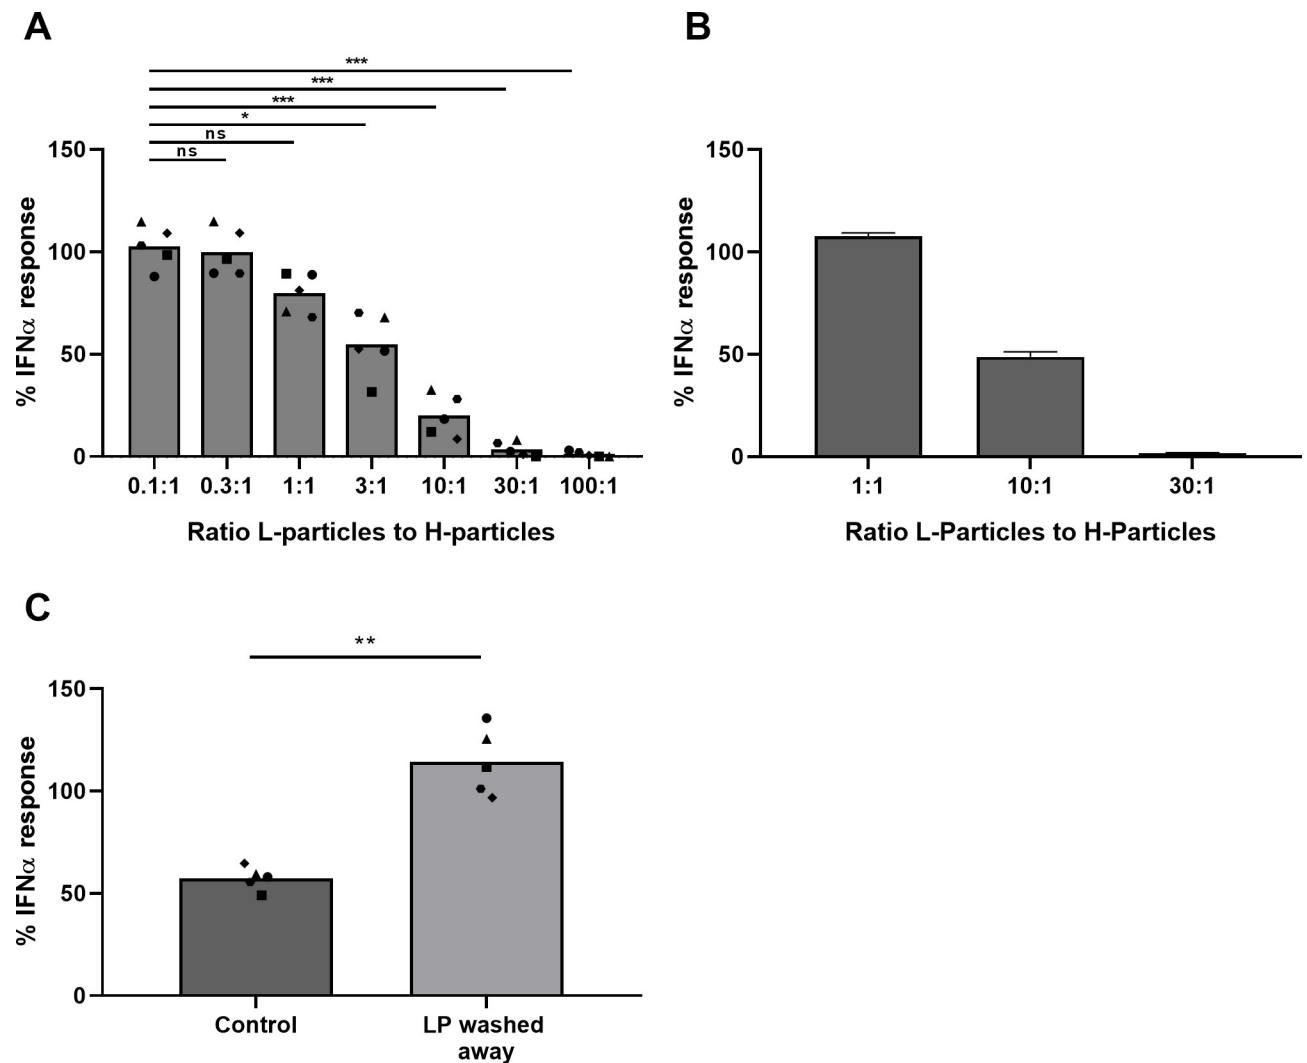 A
***
***
***
*
ns
ns
150
100
50
0
% IFNα response
0.1:1 0.3:1 1:1 3:1 10:1 30:1 100:1
Ratio L-particles to H-particles
B
150
100
50
0
% IFNα response
1:1 10:1 30:1
Ratio L-Particles to H-Particles
C
**
150
100
50
0
% IFNα response
Control
LP washed
away